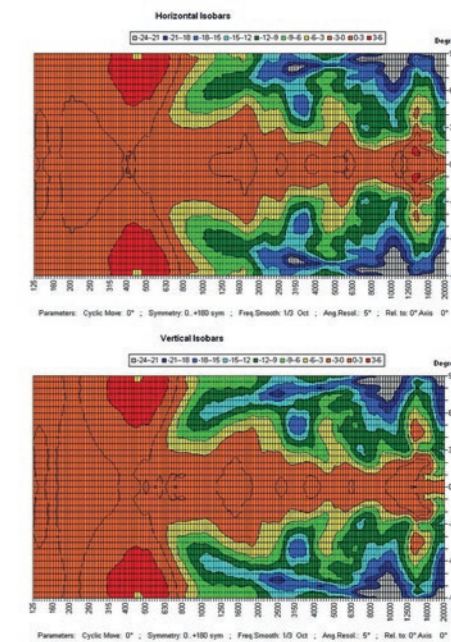 Horizontal Isobars
-24-21 -21-18 -18-15 -15-12 -12-9 -9-6 -6-3 -3-0 0-3 3-6
Degr
125 160 200 250 315 400 500 630 800 1000 1250 1600 2000 2500 3150 4000 5000 6300 8000 10000 12500 16000 20000
Parameters: Cyclic Move: 0° ; Symmetry: 0..+180 sym ; Freq.Smooth: 1/3 Oct ; Ang.Resol.: 5° ; Rel. to: 0° Axis 0°
Vertical Isobars
-24-21 -21-18 -18-15 -15-12 -12-9 -9-6 -6-3 -3-0 0-3 3-6
Degr
125 160 200 250 315 400 500 630 800 1000 1250 1600 2000 2500 3150 4000 5000 6300 8000 10000 12500 16000 20000
Parameters: Cyclic Move: 0° ; Symmetry: 0..+180 sym ; Freq.Smooth: 1/3 Oct ; Ang.Resol.: 5° ; Rel. to: 0° Axis 0°